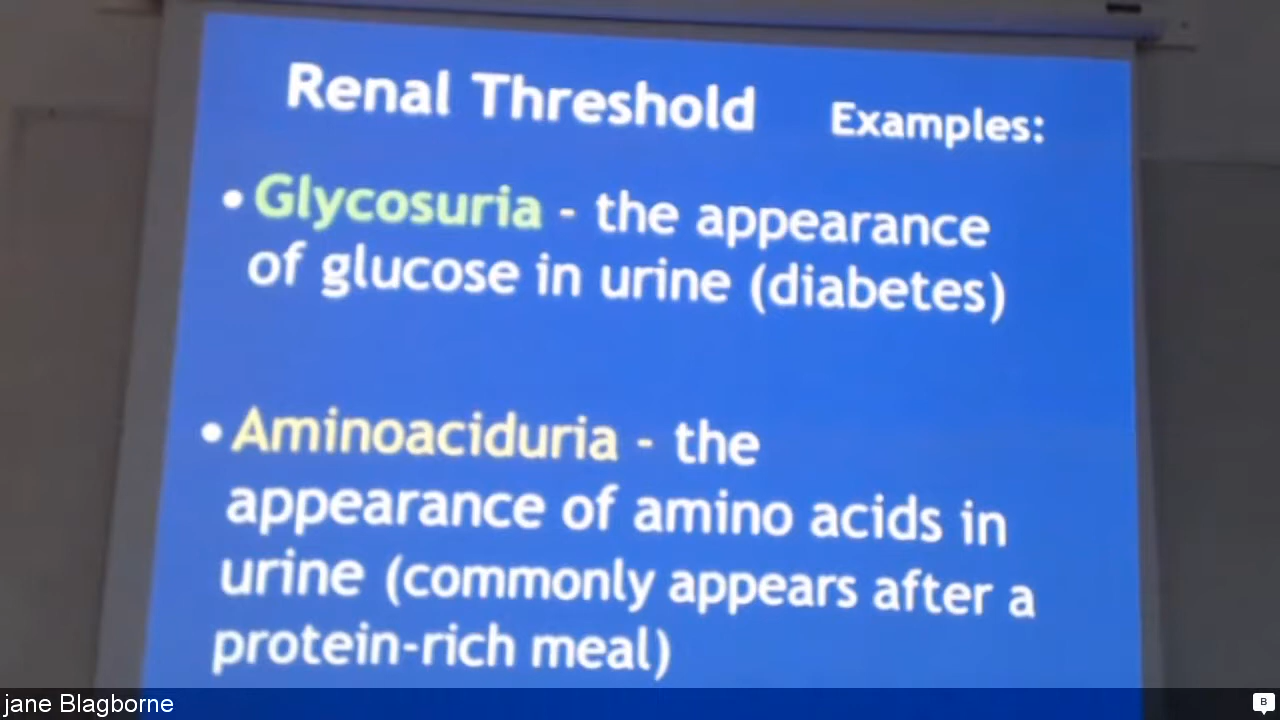 Renal Threshold Examples:
• Glycosuria - the appearance
of glucose in urine (diabetes)
• Aminoaciduria - the
appearance of amino acids in
urine (commonly appears after a
protein-rich meal)
jane Blagborne
B